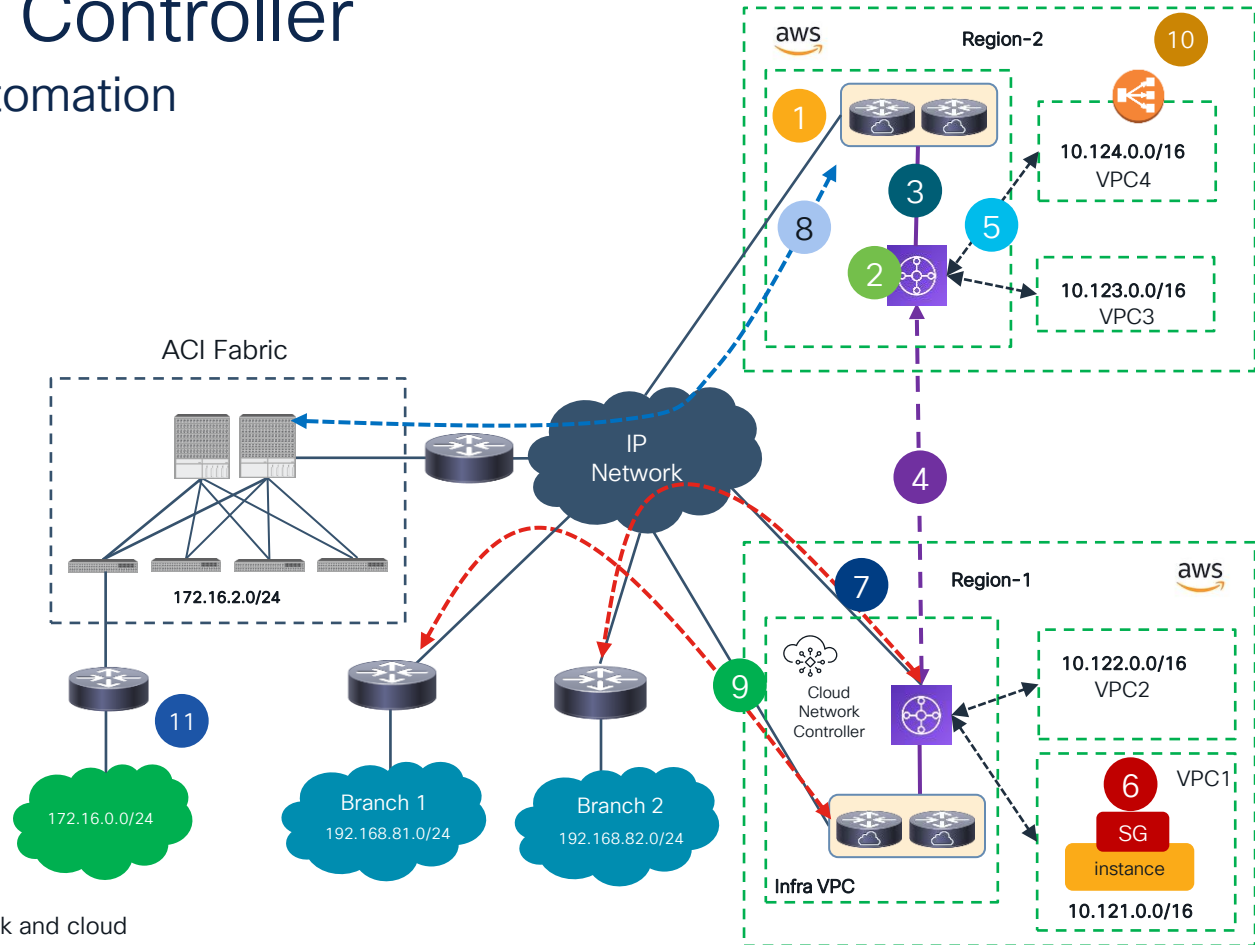 Controller
tomation
aws
Region-2
10
1
10.124.0.0/16
VPC4
3
8
5
2
10.123.0.0/16
VPC3
ACI Fabric
IP
Network
4
172.16.2.0/24
7
Region-1
aws
Cloud
Network
Controller
9
10.122.0.0/16
VPC2
11
6
VPC1
SG
instance
10.121.0.0/16
172.16.0.0/24
Branch 1
192.168.81.0/24
Branch 2
192.168.82.0/24
Infra VPC
k and cloud